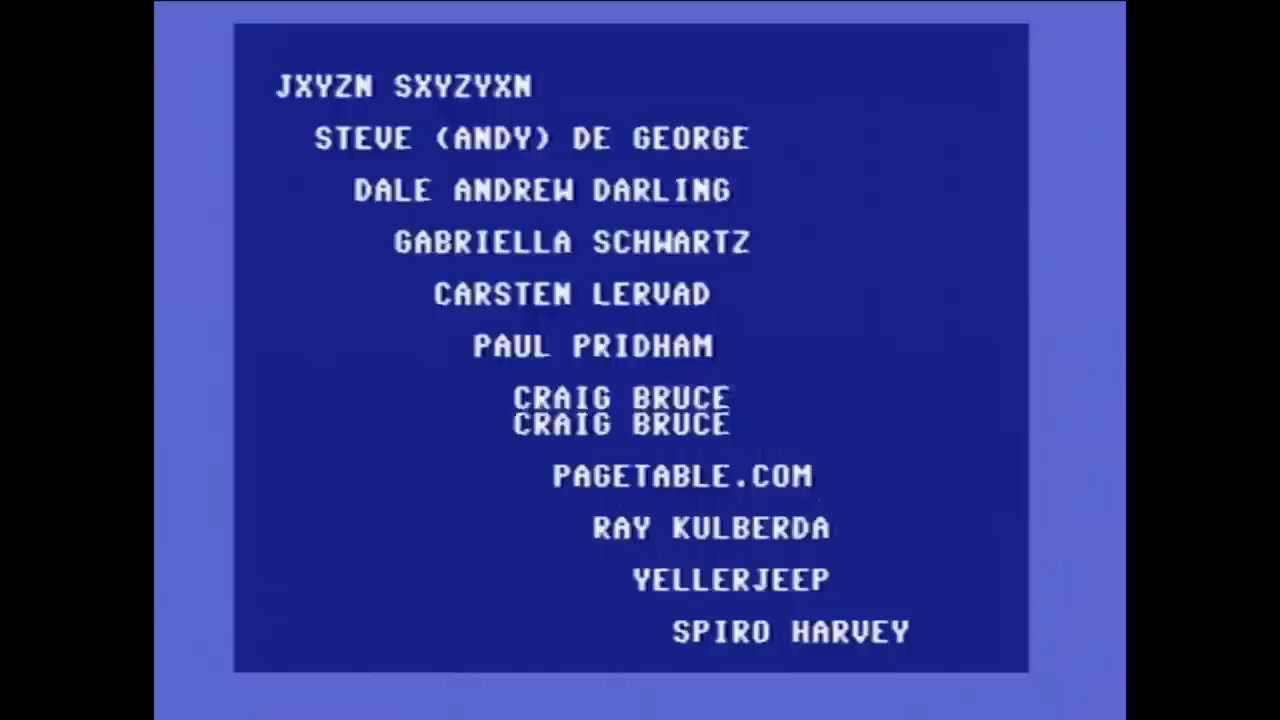 JXYZN SXYZYXN
STEVE (ANDY) DE GEORGE
DALE ANDREW DARLING
GABRIELLA SCHWARTZ
CARSTEN LERVAD
PAUL PRIDHAM
CRAIG BRUCE
CRAIG BRUCE
PAGETABLE.COM
RAY KULBERDA
YELLERJEEP
SPIRO HARVEY